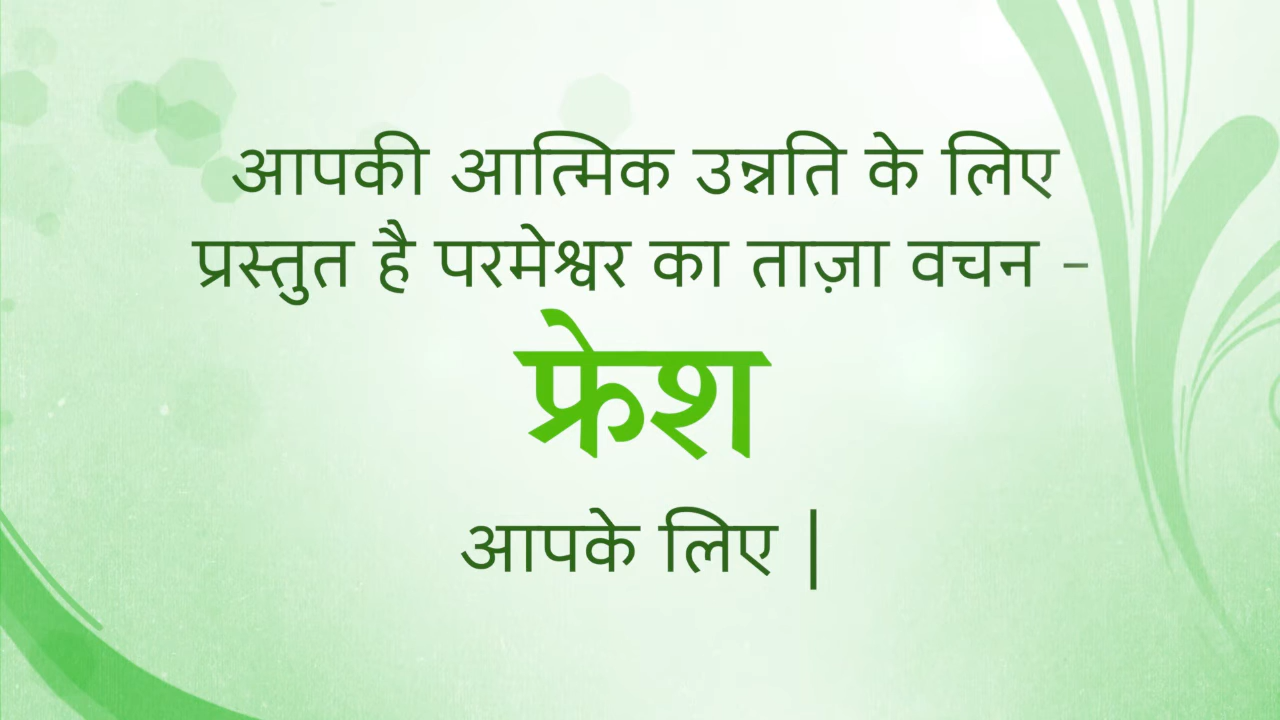 आपकी आत्मिक उन्नति के लिए
प्रस्तुत है परमेश्वर का ताज़ा वचन -
फ्रेश
आपके लिए |